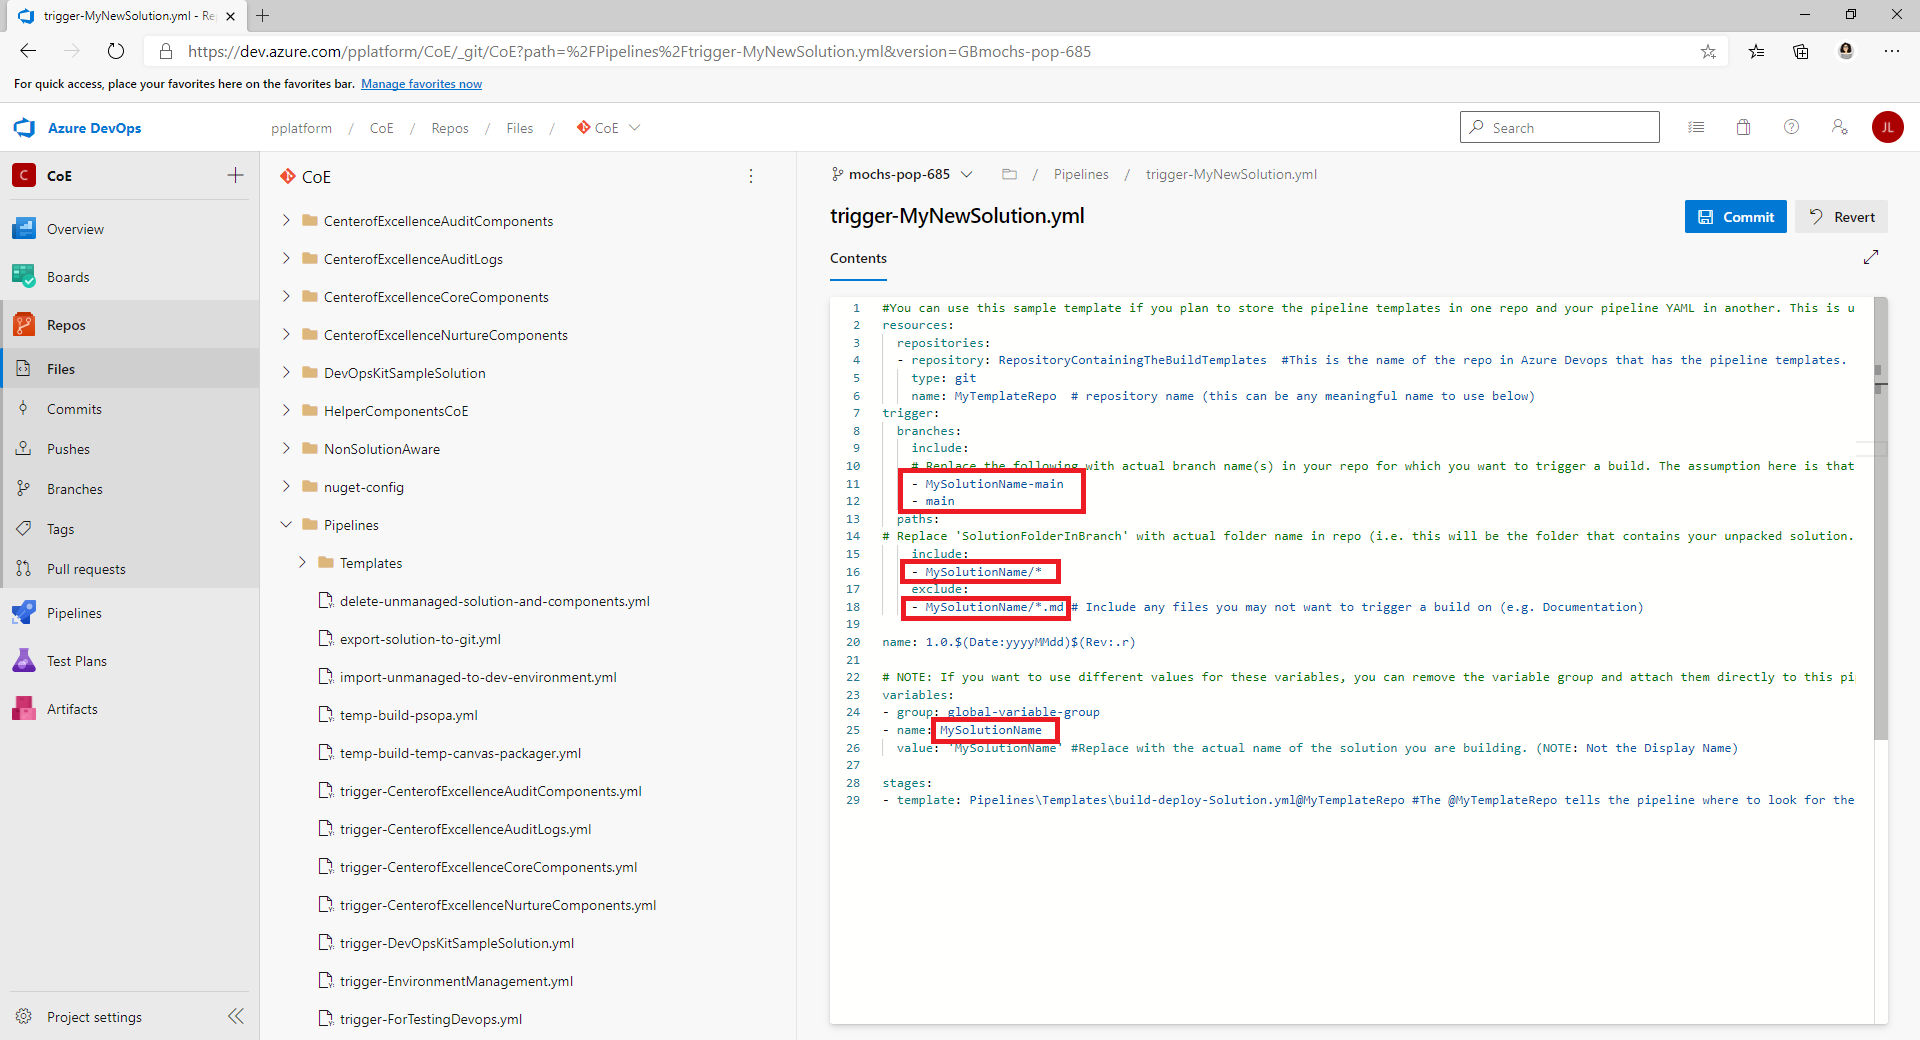 trigger-MyNewSolution.yml - Re
https://dev.azure.com/pplatform/CoE/_git/CoE?path=%2FPipelines%2Ftrigger-MyNewSolution.yml&version=GBmochs-pop-685
For quick access, place your favorites here on the favorites bar. Manage favorites now
Azure DevOps
pplatform / CoE / Repos / Files / CoE
Search
JL
C CoE
Overview
Boards
Repos
Files
Commits
Pushes
Branches
Tags
Pull requests
Pipelines
Test Plans
Artifacts
Project settings
CoE
CenterofExcellenceAuditComponents
CenterofExcellenceAuditLogs
CenterofExcellenceCoreComponents
CenterofExcellenceNurtureComponents
DevOpsKitSampleSolution
HelperComponentsCoE
NonSolutionAware
nuget-config
Pipelines
Templates
delete-unmanaged-solution-and-components.yml
export-solution-to-git.yml
import-unmanaged-to-dev-environment.yml
temp-build-psopa.yml
temp-build-temp-canvas-packager.yml
trigger-CenterofExcellenceAuditComponents.yml
trigger-CenterofExcellenceAuditLogs.yml
trigger-CenterofExcellenceCoreComponents.yml
trigger-CenterofExcellenceNurtureComponents.yml
trigger-DevOpsKitSampleSolution.yml
trigger-EnvironmentManagement.yml
trigger-ForTestingDevops.yml
mochs-pop-685 / Pipelines / trigger-MyNewSolution.yml
trigger-MyNewSolution.yml
Commit
Revert
Contents
1 #You can use this sample template if you plan to store the pipeline templates in one repo and your pipeline YAML in another. This is u
2 resources:
3 repositories:
4 - repository: RepositoryContainingTheBuildTemplates #This is the name of the repo in Azure Devops that has the pipeline templates.
5 type: git
6 name: MyTemplateRepo # repository name (this can be any meaningful name to use below)
7 trigger:
8 branches:
9 include:
10 # Replace the following with actual branch name(s) in your repo for which you want to trigger a build. The assumption here is that
11 - MySolutionName-main
12 - main
13 paths:
14 # Replace 'SolutionFolderInBranch' with actual folder name in repo (i.e. this will be the folder that contains your unpacked solution.
15 include:
16 - MySolutionName/*
17 exclude:
18 - MySolutionName/*.md # Include any files you may not want to trigger a build on (e.g. Documentation)
19
20 name: 1.0.$(Date:yyyyMMdd)$(Rev:.r)
21
22 # NOTE: If you want to use different values for these variables, you can remove the variable group and attach them directly to this pi
23 variables:
24 - group: global-variable-group
25 - name: MySolutionName
26 value: 'MySolutionName' #Replace with the actual name of the solution you are building. (NOTE: Not the Display Name)
27
28 stages:
29 - template: Pipelines\Templates\build-deploy-Solution.yml@MyTemplateRepo #The @MyTemplateRepo tells the pipeline where to look for the